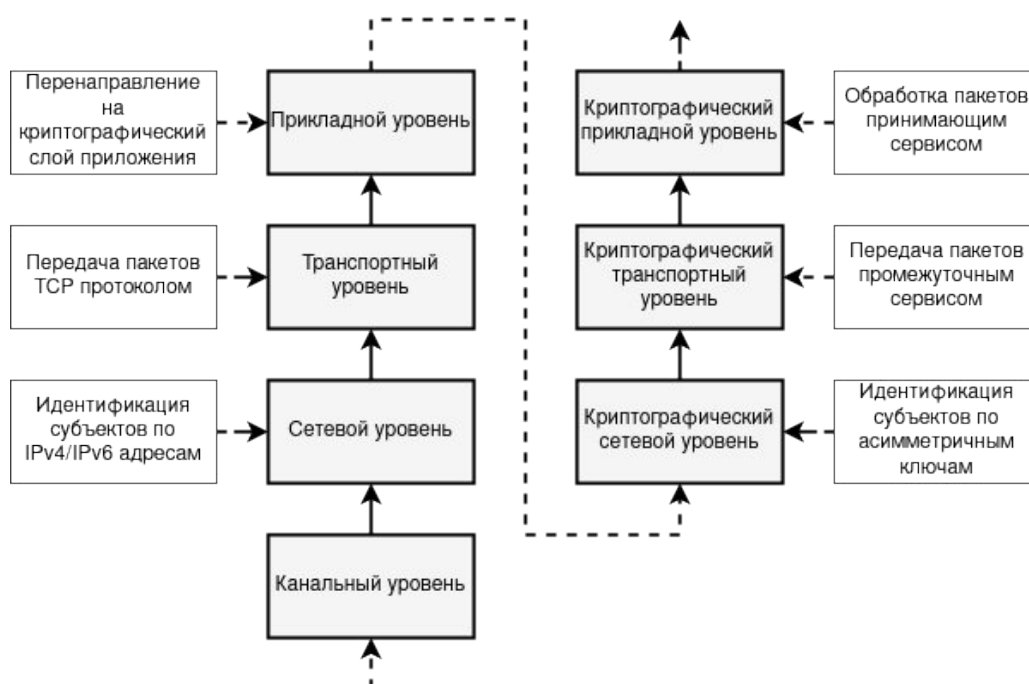 Перенаправление
на
криптографический
слой приложения
Прикладной уровень
Криптографический
прикладной уровень
Обработка пакетов
принимающим
сервисом
Передача пакетов
TCP протоколом
Транспортный
уровень
Криптографический
транспортный
уровень
Передача пакетов
промежуточным
сервисом
Идентификация
субъектов по
IPv4/IPv6 адресам
Сетевой уровень
Криптографический
сетевой уровень
Идентификация
субъектов по
асимметричным
ключам
Канальный уровень